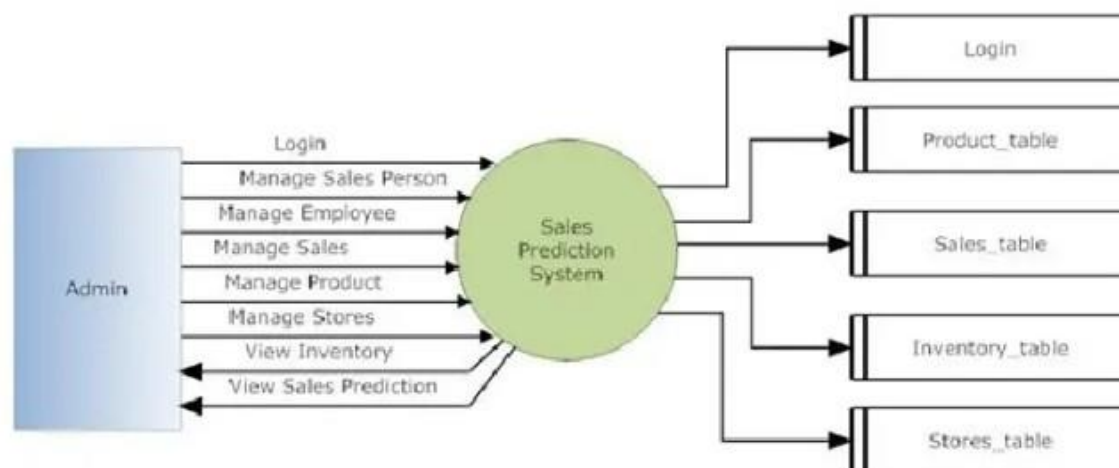 Login
Login
Manage Sales Person
Product_table
Manage Employee
Manage Sales
Sales
Prediction
System
Sales_table
Manage Product
Admin
Manage Stores
View Inventory
Inventory_table
View Sales Prediction
Stores_table